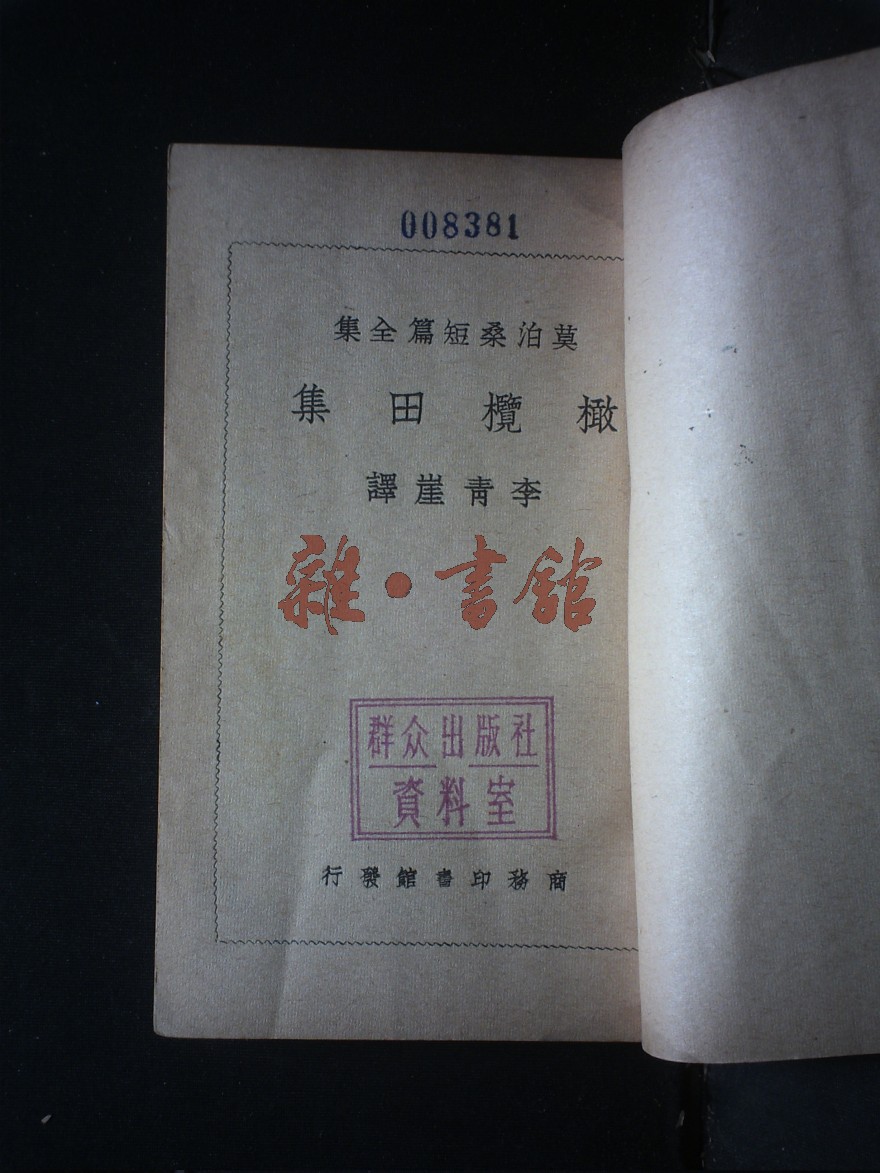 008381
莫泊桑短篇全集
橄欖田集
李青崖譯
雜·書館
群众出版社
資料室
商務印書館發行